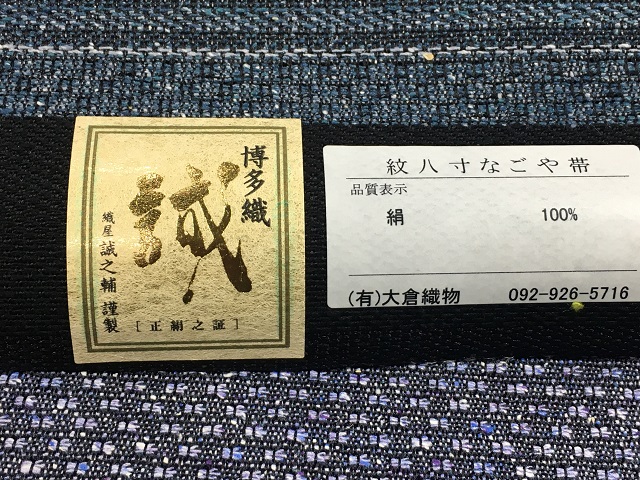 博多織
誠
織屋 誠之輔 謹製
[正絹之証]
紋八寸なごや帯
品質表示
絹 100%
(有)大倉織物 092-926-5716